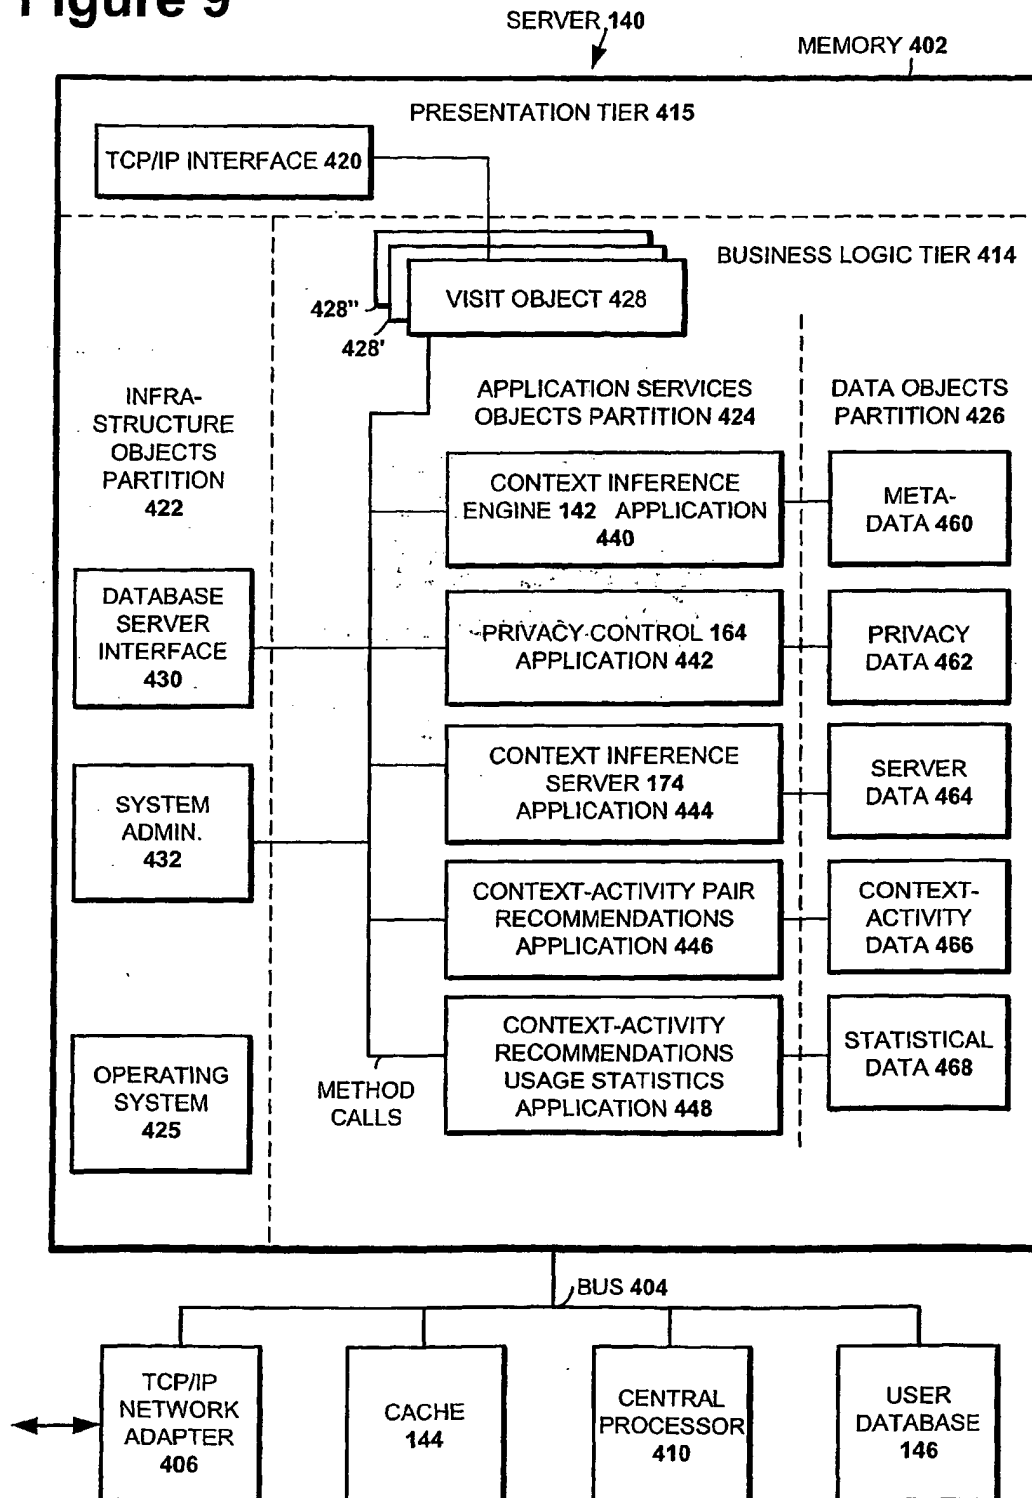 Figure 9
SERVER 140
MEMORY 402
PRESENTATION TIER 415
TCP/IP INTERFACE 420
BUSINESS LOGIC TIER 414
VISIT OBJECT 428
428"
428'
INFRA-
STRUCTURE
OBJECTS
PARTITION
422
APPLICATION SERVICES
OBJECTS PARTITION 424
DATA OBJECTS
PARTITION 426
CONTEXT INFERENCE
ENGINE 142 APPLICATION
440
META-
DATA 460
DATABASE
SERVER
INTERFACE
430
PRIVACY CONTROL 164
APPLICATION 442
PRIVACY
DATA 462
CONTEXT INFERENCE
SERVER 174
APPLICATION 444
SERVER
DATA 464
SYSTEM
ADMIN.
432
CONTEXT-ACTIVITY PAIR
RECOMMENDATIONS
APPLICATION 446
CONTEXT-
ACTIVITY
DATA 466
CONTEXT-ACTIVITY
RECOMMENDATIONS
USAGE STATISTICS
APPLICATION 448
STATISTICAL
DATA 468
OPERATING
SYSTEM
425
METHOD
CALLS
BUS 404
TCP/IP
NETWORK
ADAPTER
406
CACHE
144
CENTRAL
PROCESSOR
410
USER
DATABASE
146